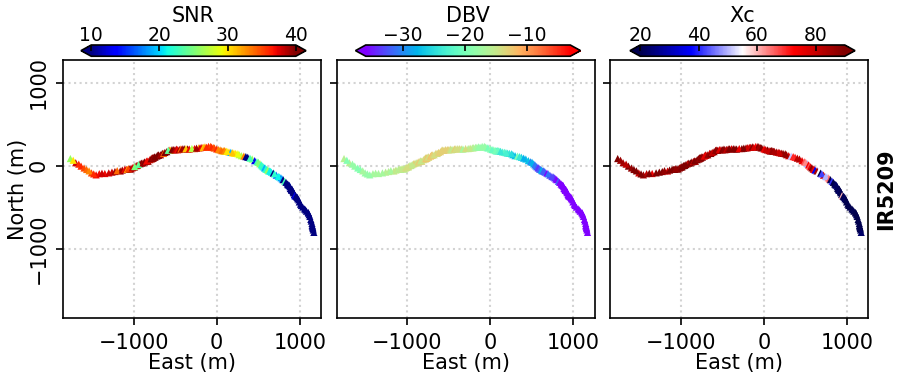 SNR DBV Xc
10 20 30 40 −30 −20 −10 20 40 60 80
1000
0
−1000
North (m)
IR5209
−1000 0 1000 −1000 0 1000 −1000 0 1000
East (m) East (m) East (m)